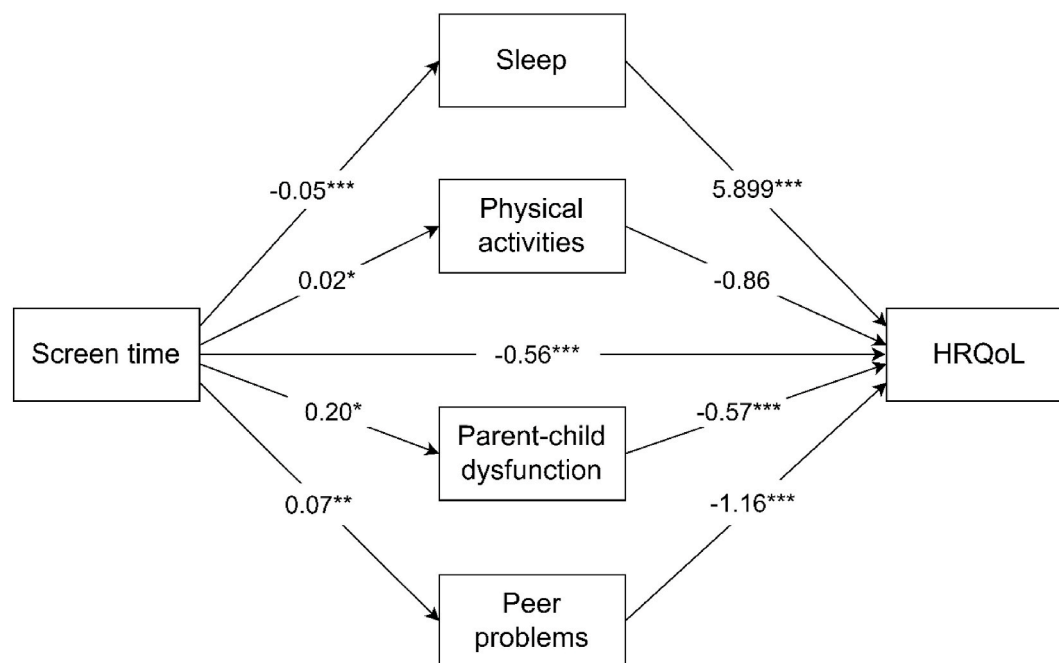 Sleep
-0.05***
5.899***
Physical
activities
0.02*
-0.86
Screen time
-0.56***
HRQoL
0.20*
-0.57***
Parent-child
dysfunction
0.07**
-1.16***
Peer
problems